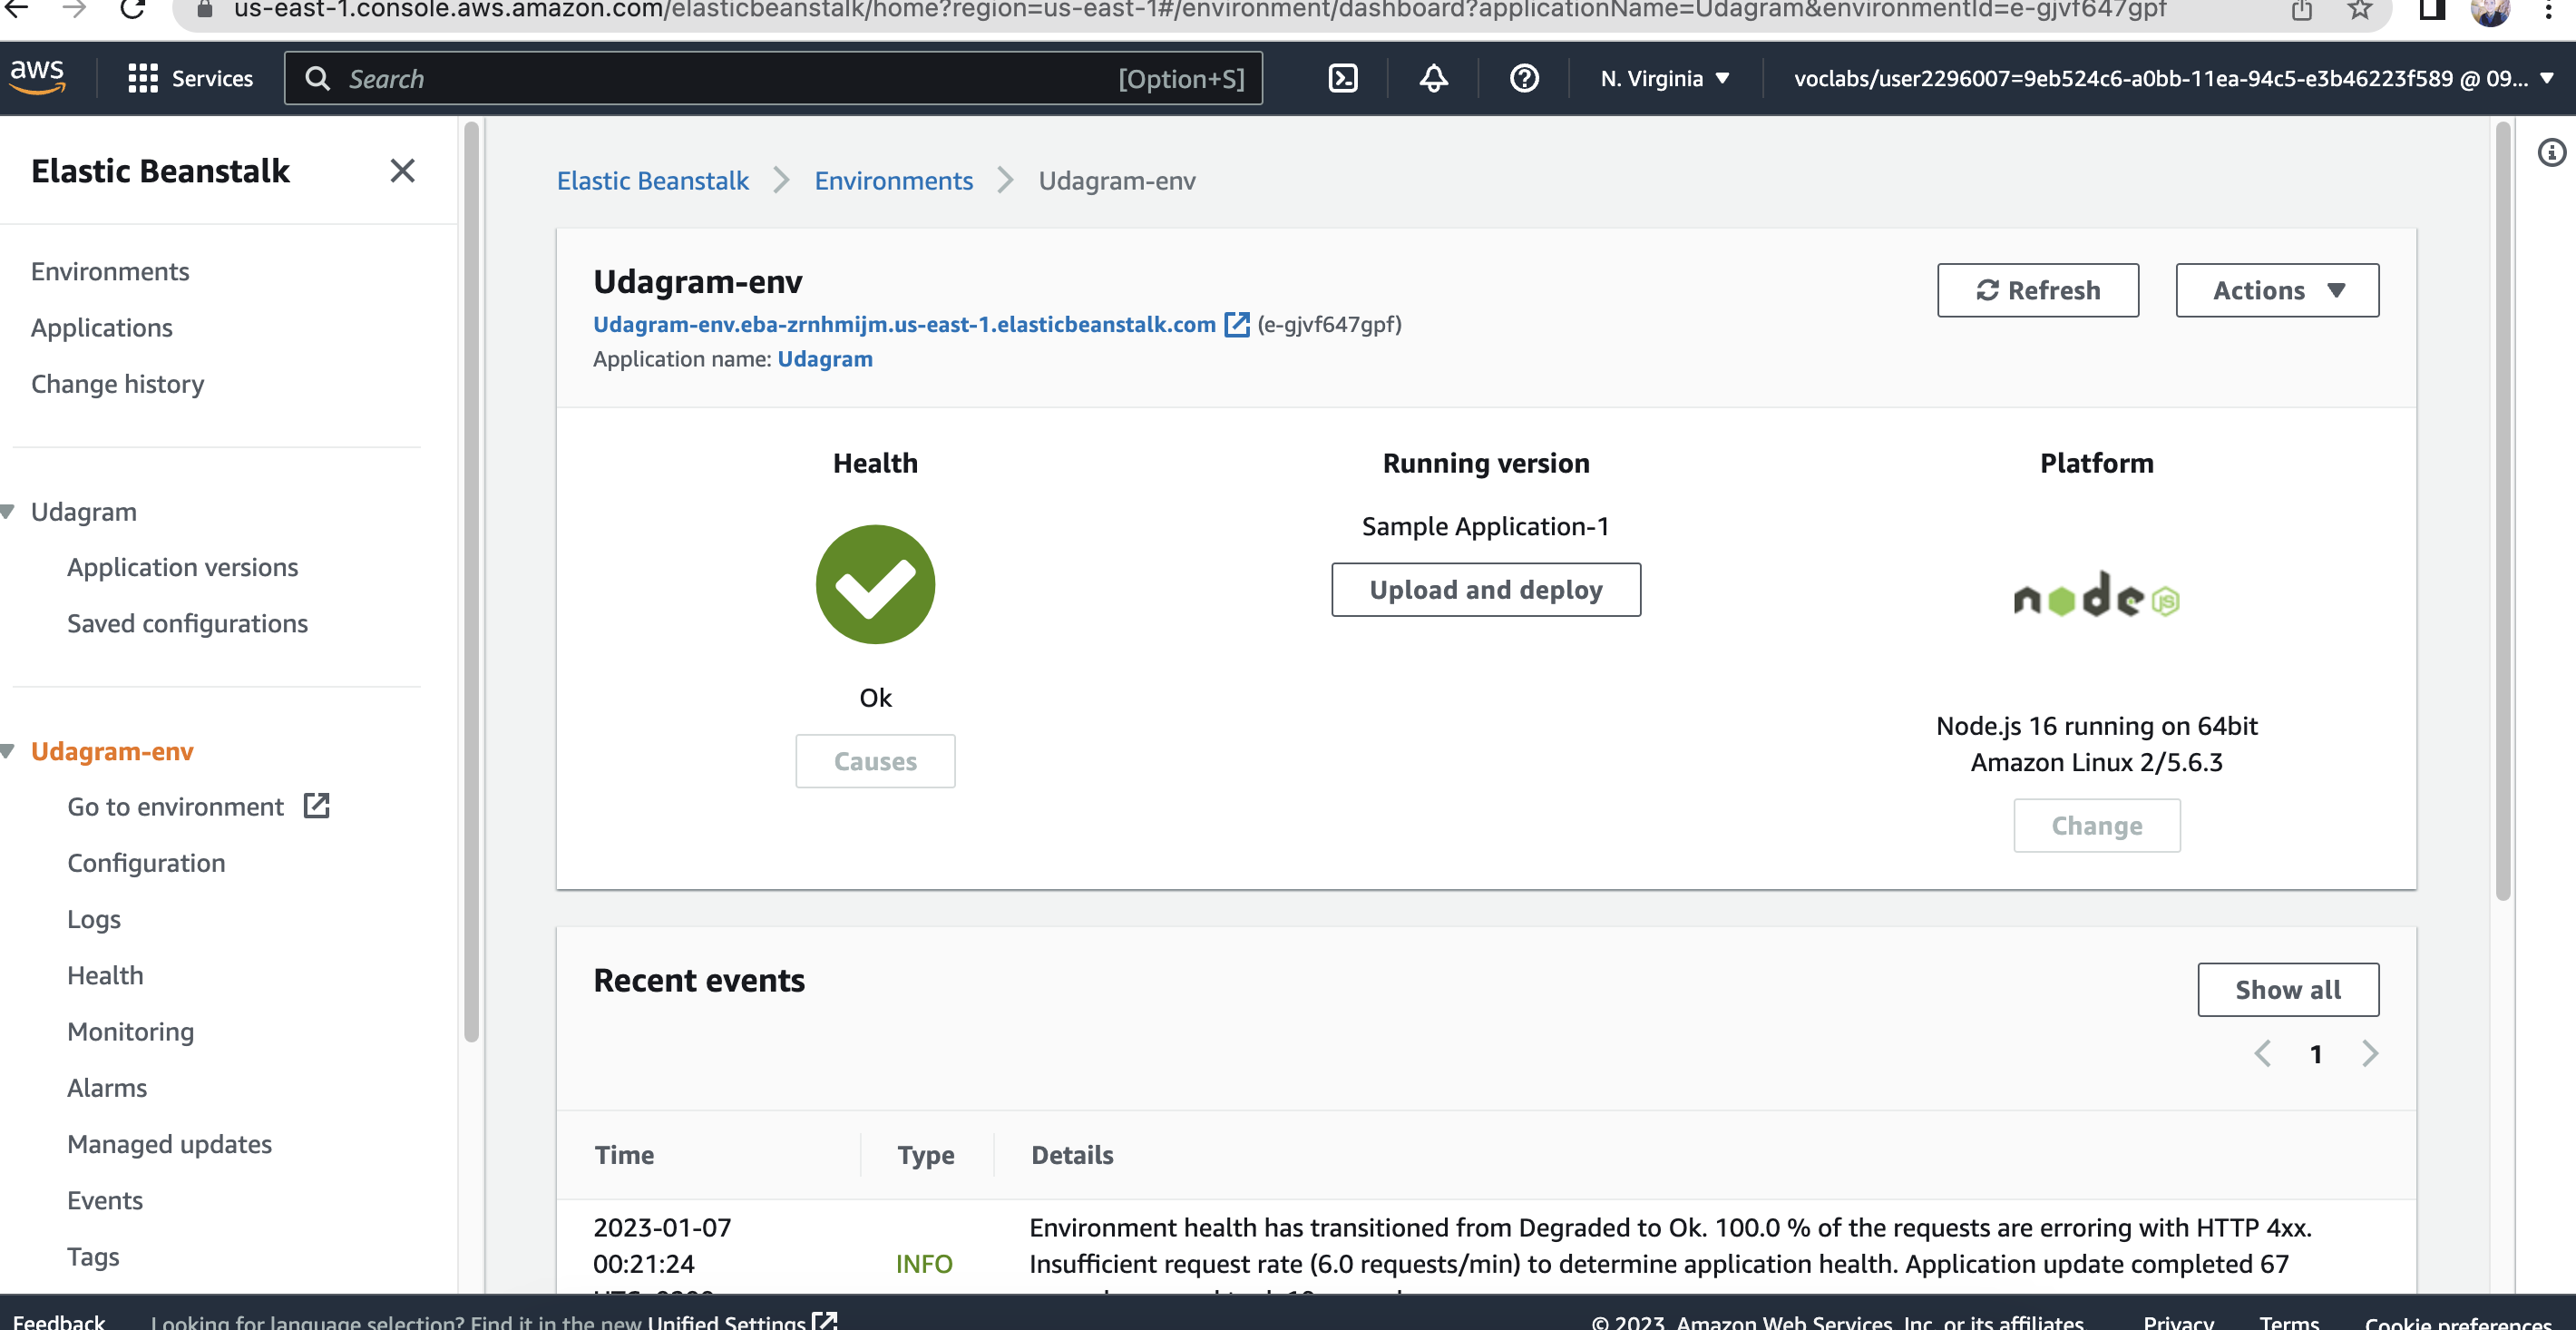 us-east-1.console.aws.amazon.com/elasticbeanstalk/home?region=us-east-1#/environment/dashboard?applicationName=Udagram&environmentId=e-gjvf647gpf
aws
Services
Search
[Option+S]
N. Virginia
voclabs/user2296007=9eb524c6-a0bb-11ea-94c5-e3b46223f589 @ 09...
Elastic Beanstalk
Environments
Applications
Change history
Udagram
Application versions
Saved configurations
Udagram-env
Go to environment
Configuration
Logs
Health
Monitoring
Alarms
Managed updates
Events
Tags
Elastic Beanstalk
Environments
Udagram-env
Udagram-env
Udagram-env.eba-zrnhmijm.us-east-1.elasticbeanstalk.com (e-gjvf647gpf)
Application name: Udagram
Refresh
Actions
Health
Ok
Causes
Running version
Sample Application-1
Upload and deploy
Platform
node JS
Node.js 16 running on 64bit
Amazon Linux 2/5.6.3
Change
Recent events
Show all
1
Time
Type
Details
2023-01-07
00:21:24
INFO
Environment health has transitioned from Degraded to Ok. 100.0 % of the requests are erroring with HTTP 4xx.
Insufficient request rate (6.0 requests/min) to determine application health. Application update completed 67
Feedback
Looking for language selection? Find it in the new Unified Settings
© 2023, Amazon Web Services, Inc. or its affiliates.
Privacy
Terms
Cookie preferences